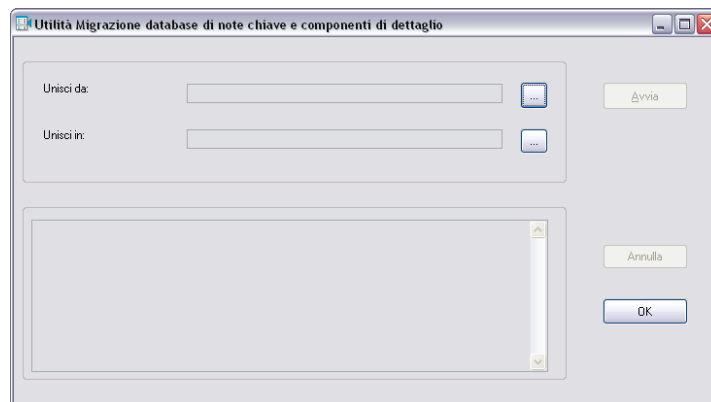 Utilità Migrazione database di note chiave e componenti di dettaglio
Unisci da:
...
Avvia
Unisci in:
...
Annulla
OK